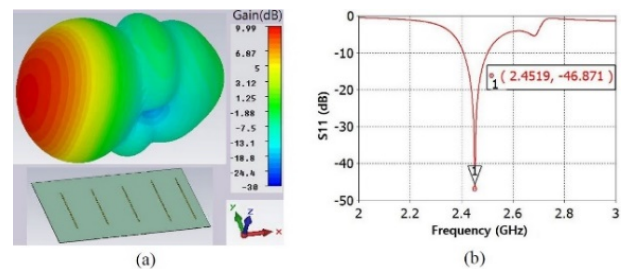 Gain(dB)
9.99
6.87
5
3.12
1.25
-1.88
-7.5
-13.1
-18.8
-24.4
-30
y
z
x
(a)
0
-10
-20
-30
-40
-50
S11 (dB)
1 ( 2.4519, -46.871 )
1
2
2.2
2.4
2.6
2.8
3
Frequency (GHz)
(b)